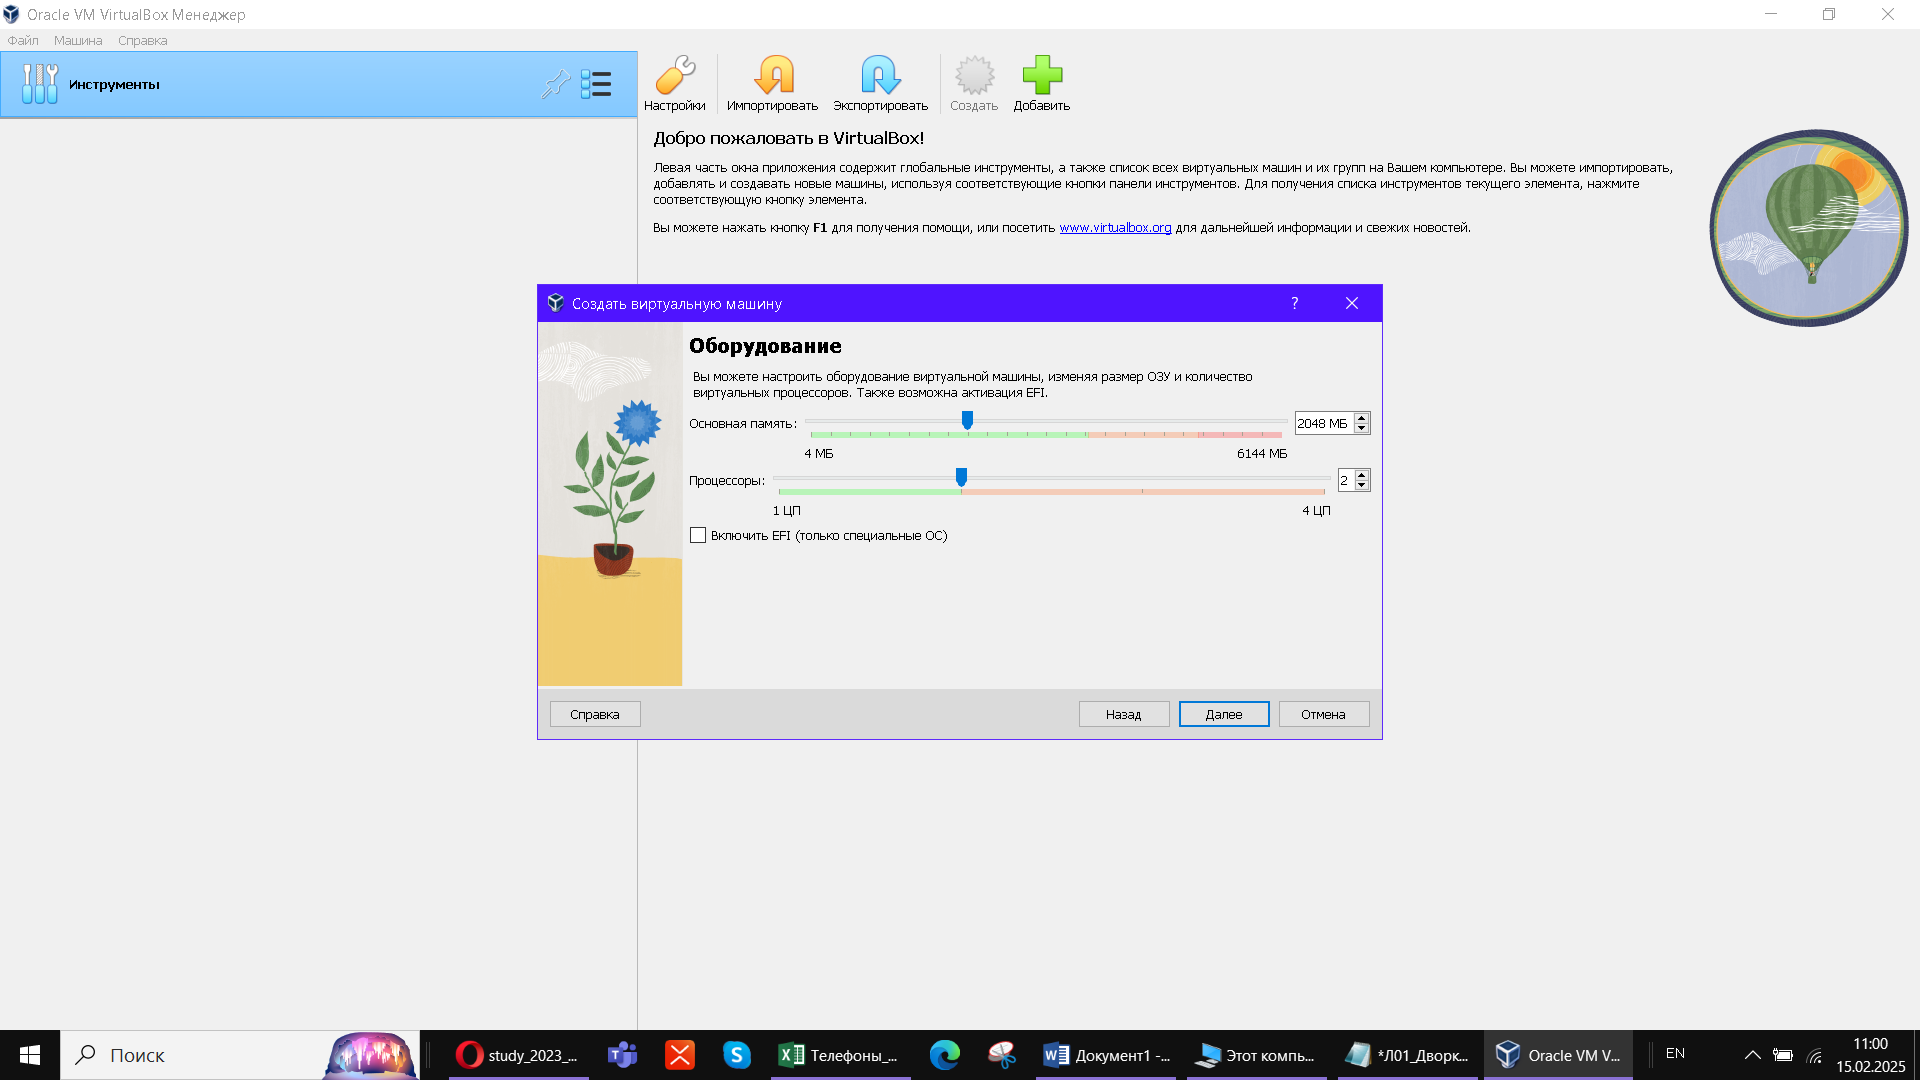 Oracle VM VirtualBox Менеджер
Файл Машина Справка
Инструменты
Настройки Импортировать Экспортировать Создать Добавить
Добро пожаловать в VirtualBox!
Левая часть окна приложения содержит глобальные инструменты, а также список всех виртуальных машин и их групп на Вашем компьютере. Вы можете импортировать,
добавлять и создавать новые машины, используя соответствующие кнопки панели инструментов. Для получения списка инструментов текущего элемента, нажмите
соответствующую кнопку элемента.
Вы можете нажать кнопку F1 для получения помощи, или посетить www.virtualbox.org для дальнейшей информации и свежих новостей.
Создать виртуальную машину ?
Оборудование
Вы можете настроить оборудование виртуальной машины, изменяя размер ОЗУ и количество
виртуальных процессоров. Также возможна активация EFI.
Основная память: 2048 МБ
4 МБ 6144 МБ
Процессоры: 2
1 ЦП 4 ЦП
Включить EFI (только специальные ОС)
Справка Назад Далее Отмена
Поиск study_2023_... Телефоны_... Документ1 -... Этот компь... *Л01_Дворк... Oracle VM V... EN 11:00
15.02.2025